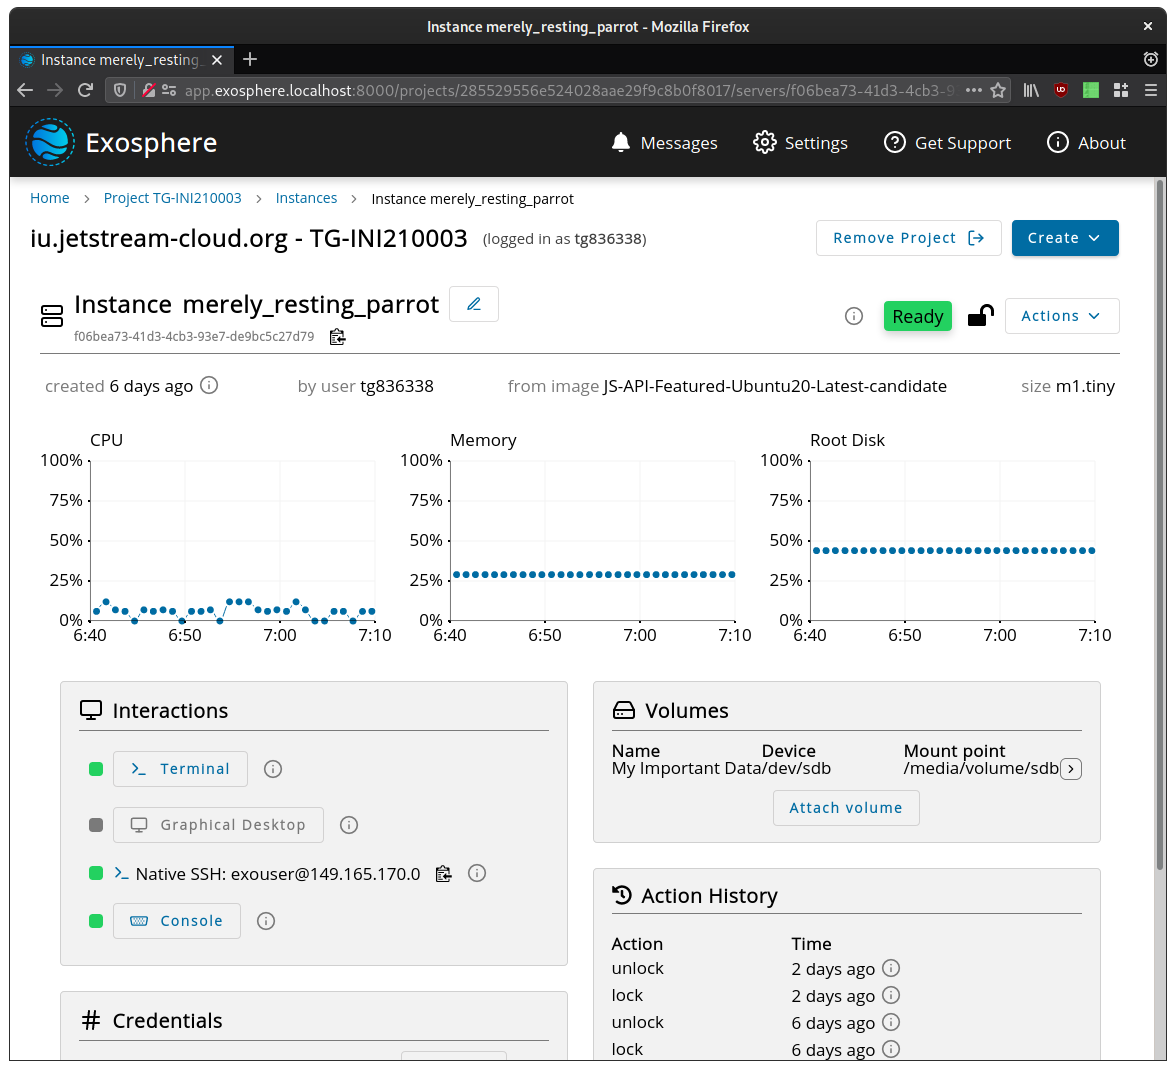 Instance merely_resting_parrot - Mozilla Firefox
Instance merely_resting_
app.exosphere.localhost:8000/projects/285529556e524028aae29f9c8b0f8017/servers/f06bea73-41d3-4cb3-9
Exosphere Messages Settings Get Support About
Home > Project TG-INI210003 > Instances > Instance merely_resting_parrot
iu.jetstream-cloud.org - TG-INI210003 (logged in as tg836338) Remove Project Create
Instance merely_resting_parrot
f06bea73-41d3-4cb3-93e7-de9bc5c27d79
Ready Actions
created 6 days ago by user tg836338 from image JS-API-Featured-Ubuntu20-Latest-candidate size m1.tiny
CPU
100%
75%
50%
25%
0%
6:40 6:50 7:00 7:10
Memory
100%
75%
50%
25%
0%
6:40 6:50 7:00 7:10
Root Disk
100%
75%
50%
25%
0%
6:40 6:50 7:00 7:10
Interactions
Terminal
Graphical Desktop
Native SSH: exouser@149.165.170.0
Console
Credentials
Volumes
Name Device Mount point
My Important Data /dev/sdb /media/volume/sdb
Attach volume
Action History
Action Time
unlock 2 days ago
lock 2 days ago
unlock 6 days ago
lock 6 days ago